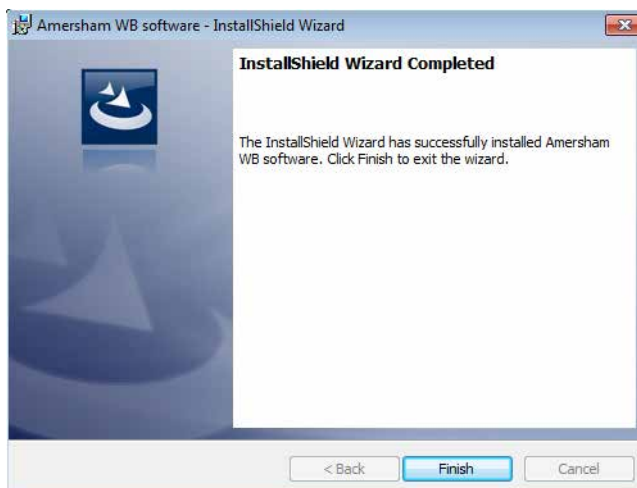 Amersham WB software - InstallShield Wizard
InstallShield Wizard Completed
The InstallShield Wizard has successfully installed Amersham
WB software. Click Finish to exit the wizard.
< Back
Finish
Cancel